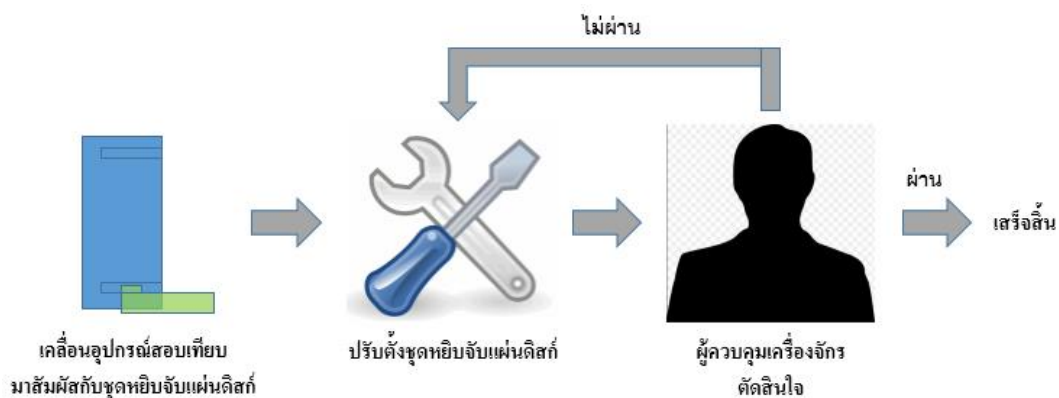 ไม่ผ่าน
ผ่าน
เสร็จสิ้น
เคลื่อนอุปกรณ์สอบเทียบ
มาสัมผัสกับชุดหยิบจับแผ่นดิสก์
ปรับตั้งชุดหยิบจับแผ่นดิสก์
ผู้ควบคุมเครื่องจักร
ตัดสินใจ